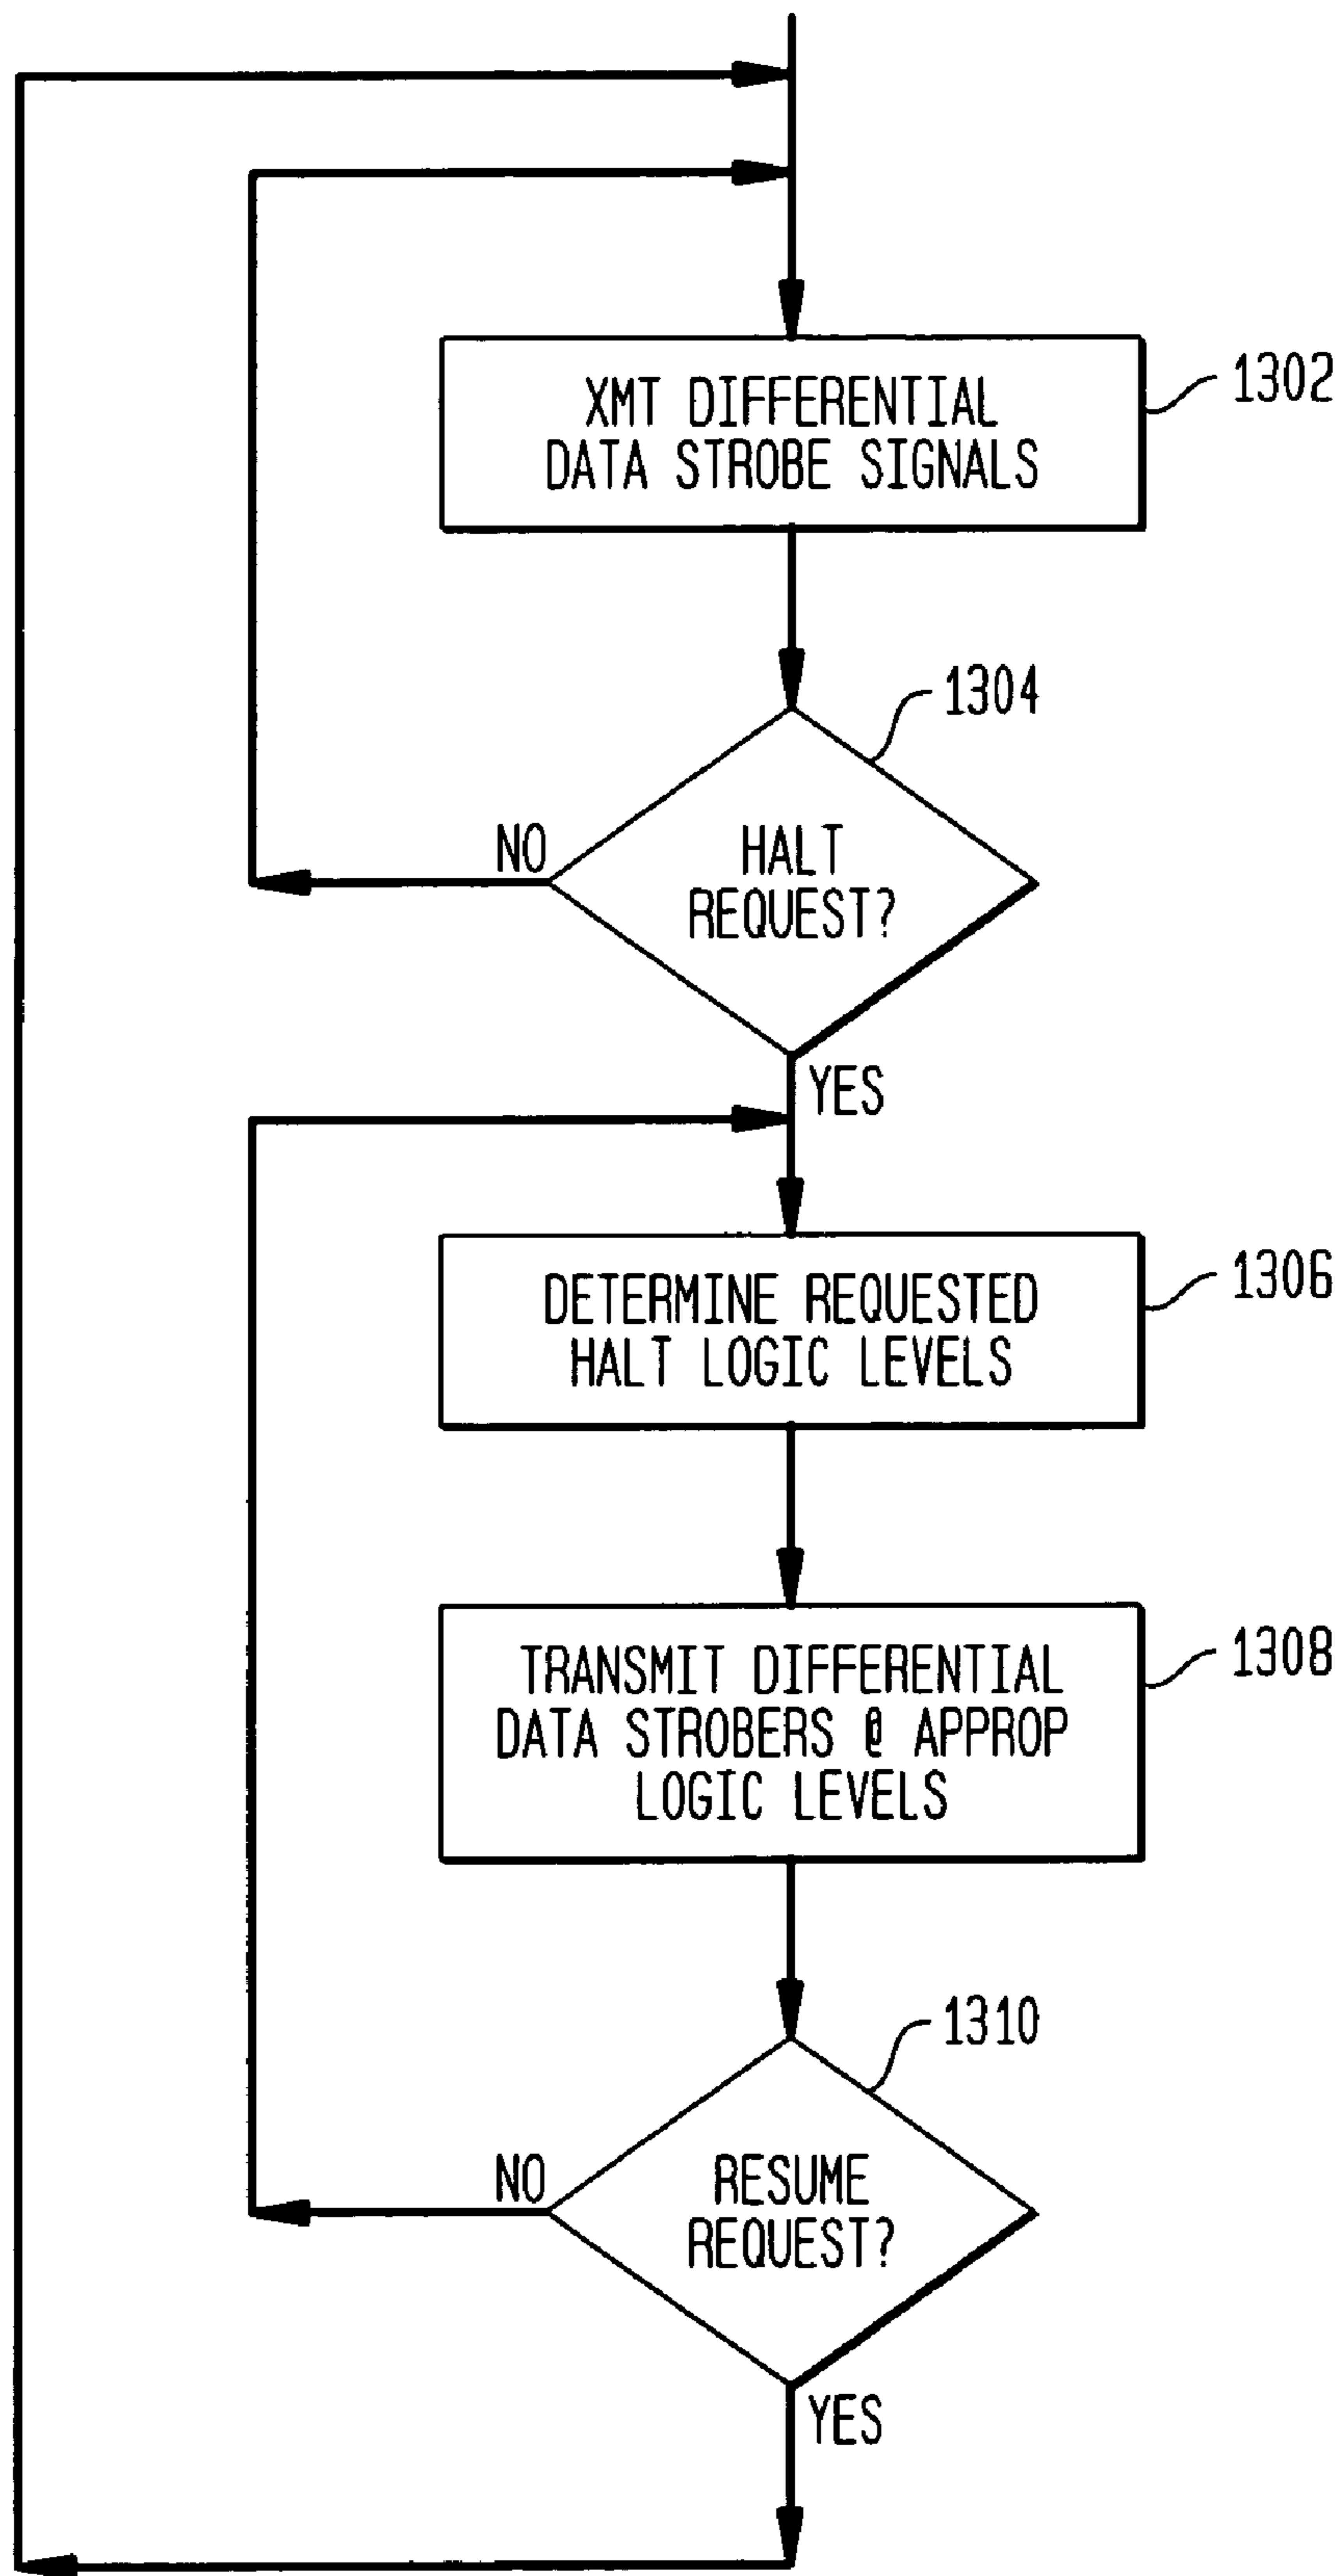 XMT DIFFERENTIAL
DATA STROBE SIGNALS
1302
1304
HALT
REQUEST?
NO
YES
DETERMINE REQUESTED
HALT LOGIC LEVELS
1306
TRANSMIT DIFFERENTIAL
DATA STROBERS @ APPROP
LOGIC LEVELS
1308
1310
RESUME
REQUEST?
NO
YES